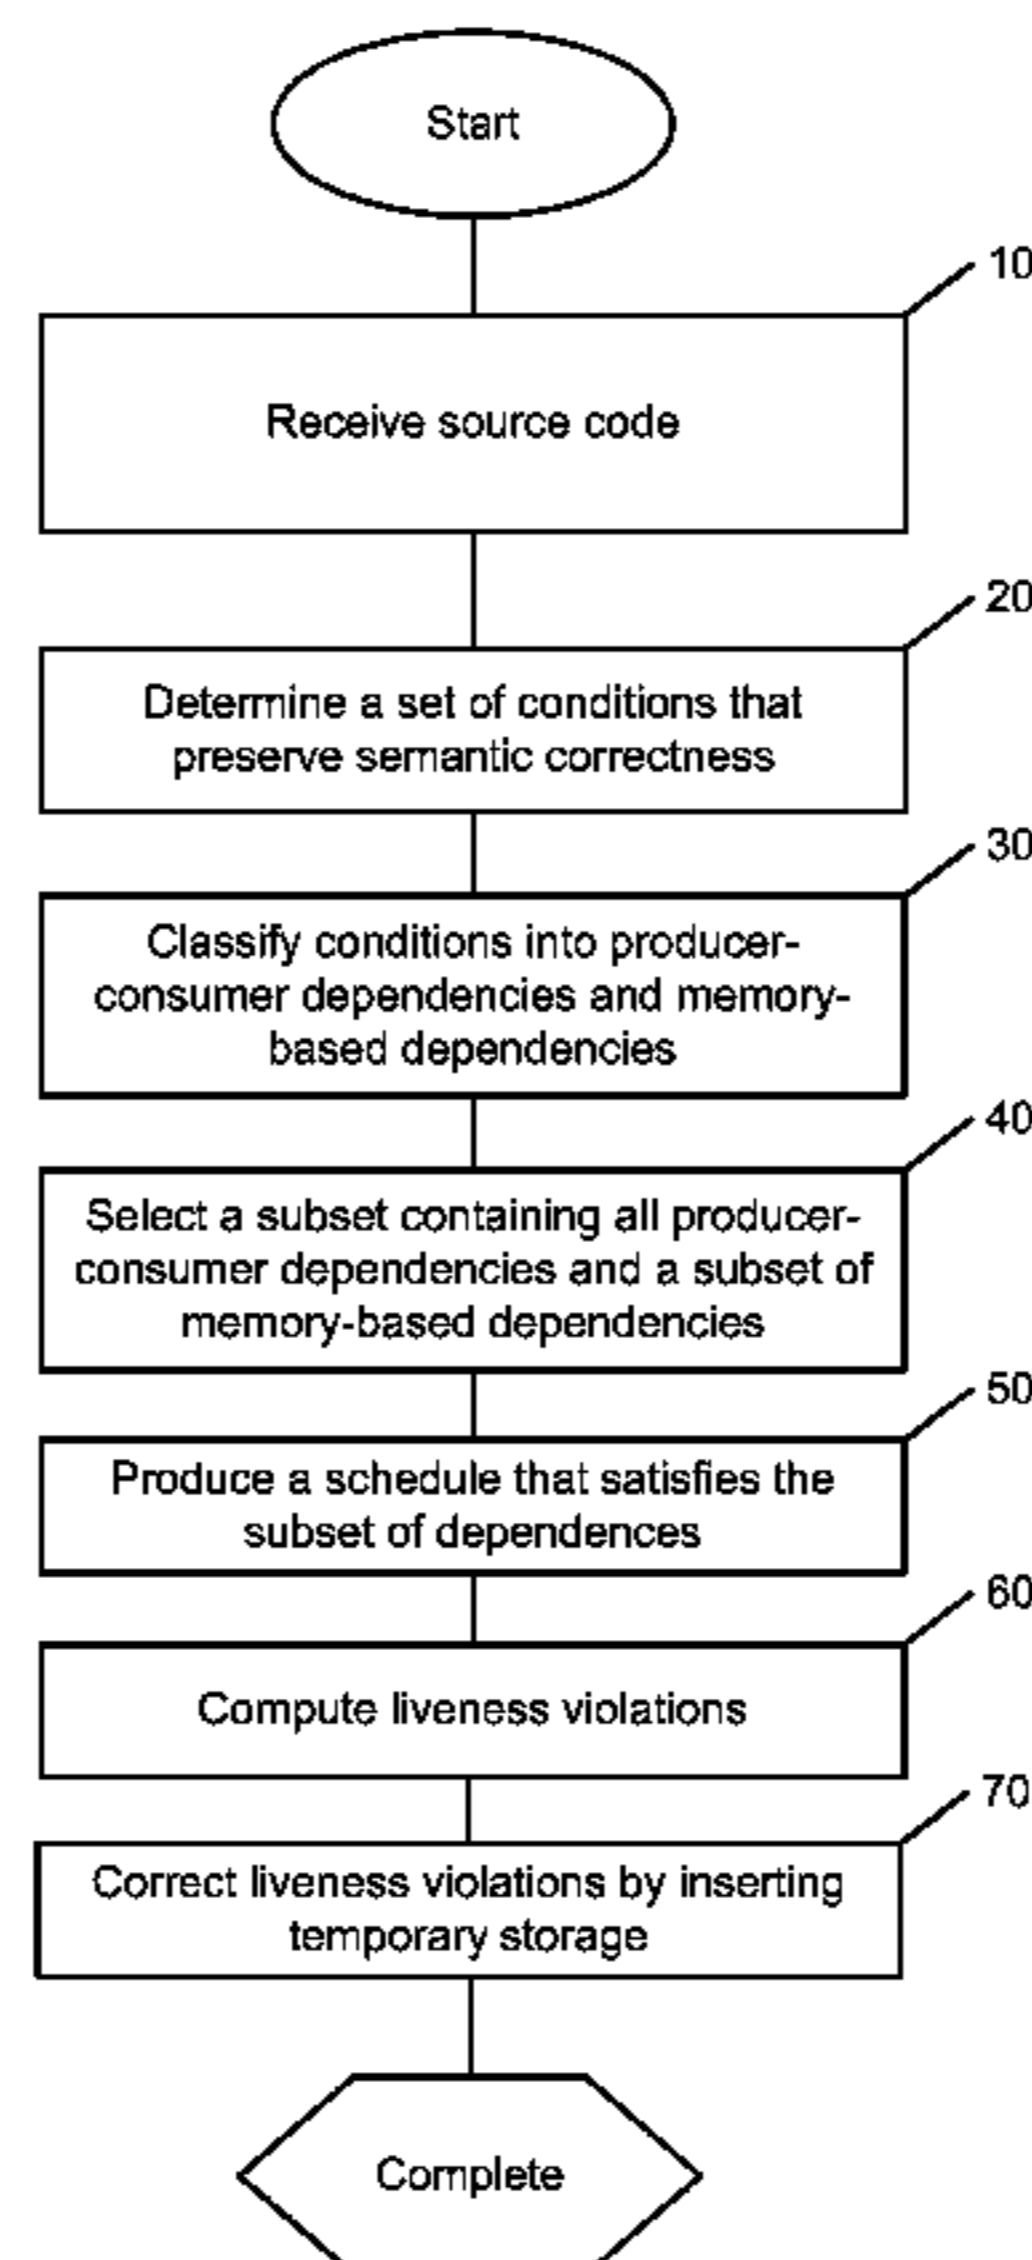 Start
10
Receive source code
20
Determine a set of conditions that
preserve semantic correctness
30
Classify conditions into producer-
consumer dependencies and memory-
based dependencies
40
Select a subset containing all producer-
consumer dependencies and a subset of
memory-based dependencies
50
Produce a schedule that satisfies the
subset of dependences
60
Compute liveness violations
70
Correct liveness violations by inserting
temporary storage
Complete